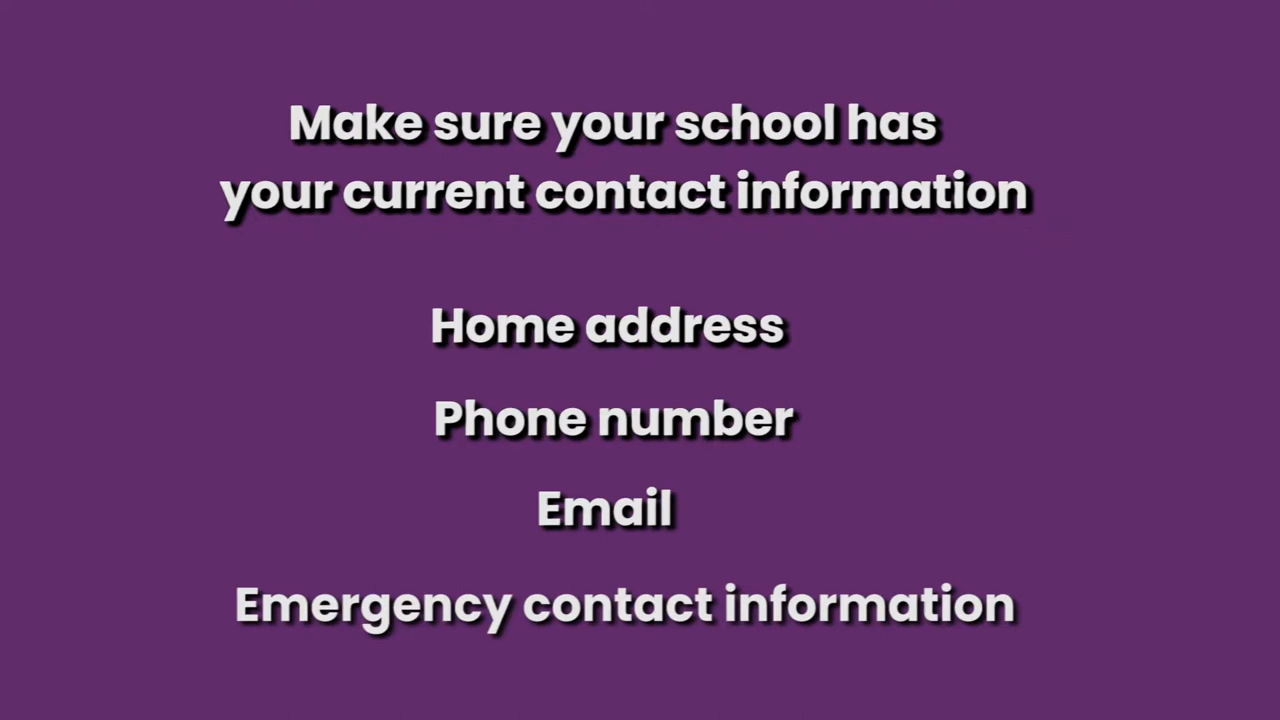 Make sure your school has
your current contact information
Home address
Phone number
Email
Emergency contact information